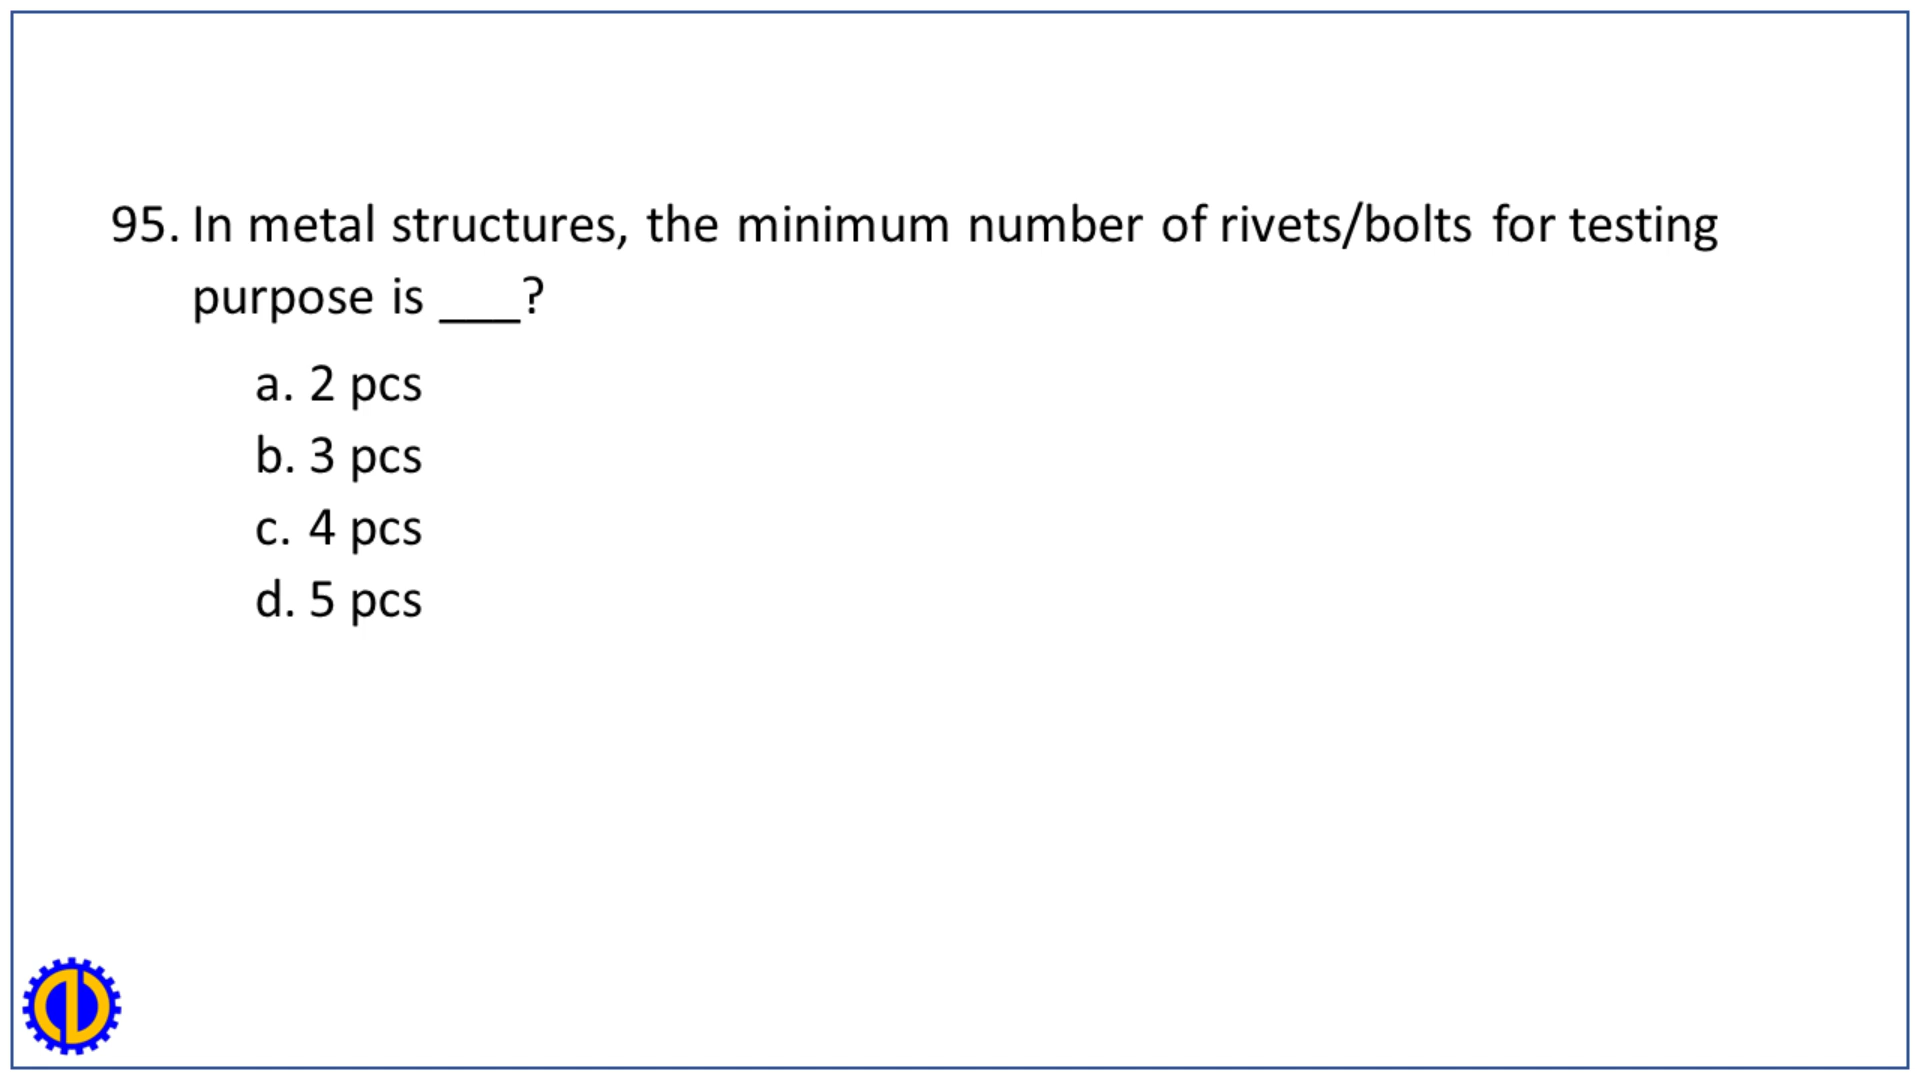 95. In metal structures, the minimum number of rivets/bolts for testing
purpose is ___?
a. 2 pcs
b. 3 pcs
c. 4 pcs
d. 5 pcs